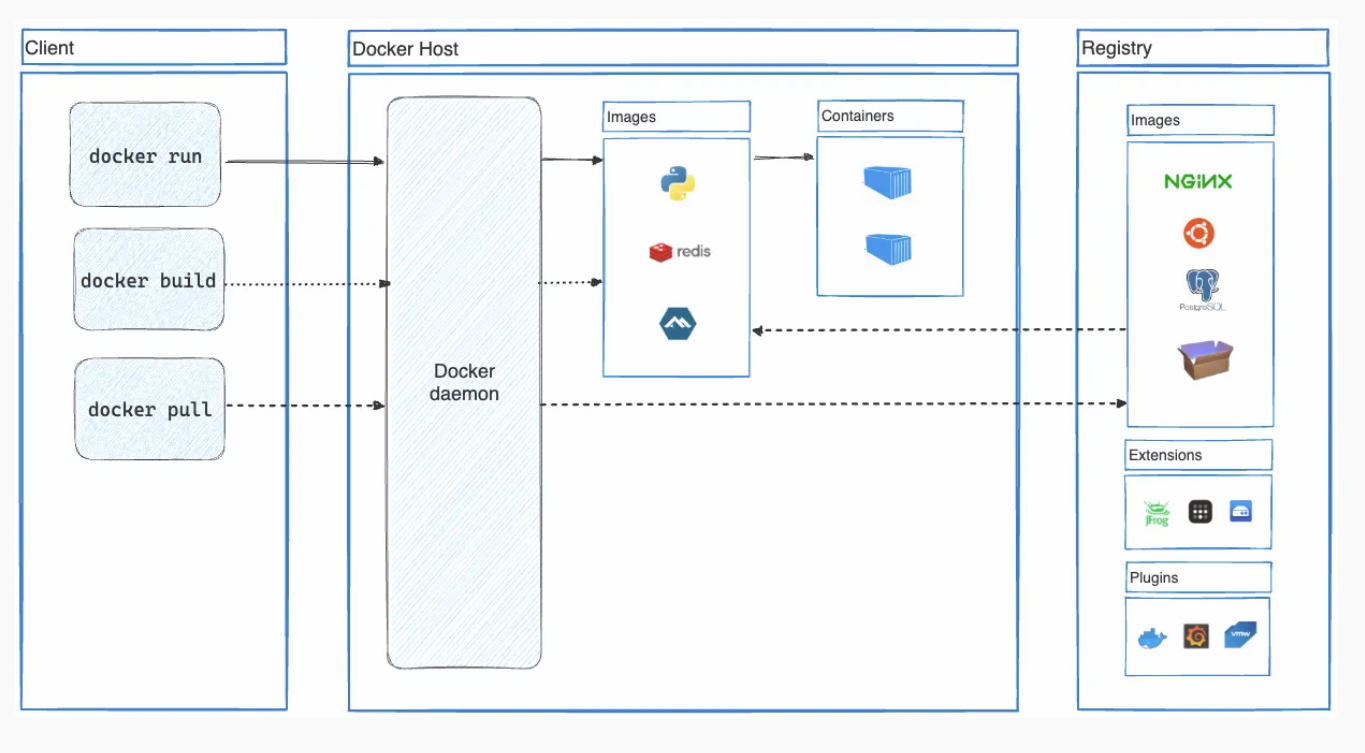 Client
docker run
docker build
docker pull
Docker Host
Docker
daemon
Images
redis
Containers
Registry
Images
NGiNX
PostgreSQL
Extensions
JFrog
Plugins
vmw